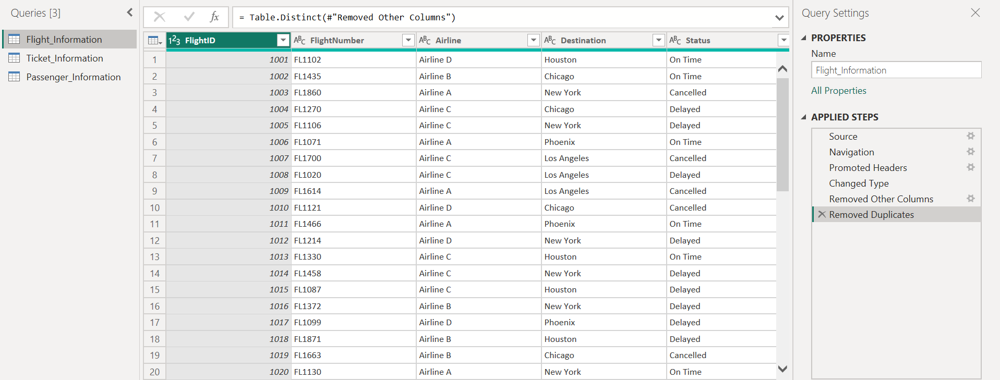 Queries [3]
Flight_Information
Ticket_Information
Passenger_Information
fx
= Table.Distinct(#"Removed Other Columns")
123 FlightID ABC FlightNumber ABC Airline ABC Destination ABC Status
1 1001 FL1102 Airline D Houston On Time
2 1002 FL1435 Airline B Chicago On Time
3 1003 FL1860 Airline A New York Cancelled
4 1004 FL1270 Airline C Chicago Delayed
5 1005 FL1106 Airline C New York Delayed
6 1006 FL1071 Airline A Phoenix On Time
7 1007 FL1700 Airline C Los Angeles Cancelled
8 1008 FL1020 Airline C Los Angeles Delayed
9 1009 FL1614 Airline A Los Angeles Cancelled
10 1010 FL1121 Airline D Chicago Cancelled
11 1011 FL1466 Airline A Phoenix On Time
12 1012 FL1214 Airline D New York Delayed
13 1013 FL1330 Airline C Houston On Time
14 1014 FL1458 Airline C New York Delayed
15 1015 FL1087 Airline C Houston Delayed
16 1016 FL1372 Airline B New York Delayed
17 1017 FL1099 Airline D Phoenix Delayed
18 1018 FL1871 Airline B Houston Delayed
19 1019 FL1663 Airline B Chicago Cancelled
20 1020 FL1130 Airline A New York On Time
Query Settings
PROPERTIES
Name
Flight_Information
All Properties
APPLIED STEPS
Source
Navigation
Promoted Headers
Changed Type
Removed Other Columns
Removed Duplicates